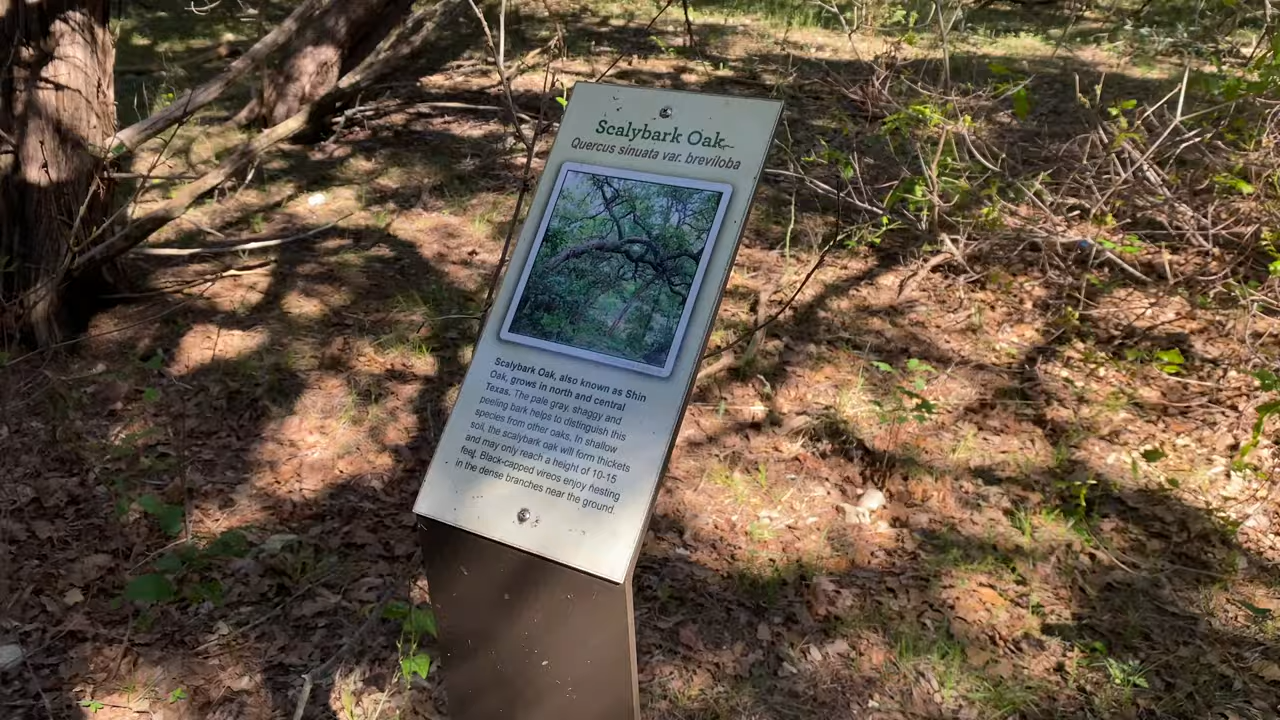 Scalybark Oak
Quercus sinuata var. breviloba
Scalybark Oak, also known as Shin
Oak, grows in north and central
Texas. The pale gray, shaggy and
peeling bark helps to distinguish this
species from other oaks. In shallow
soil, the scalybark oak will form thickets
and may only reach a height of 10-15
feet. Black-capped vireos enjoy nesting
in the dense branches near the ground.